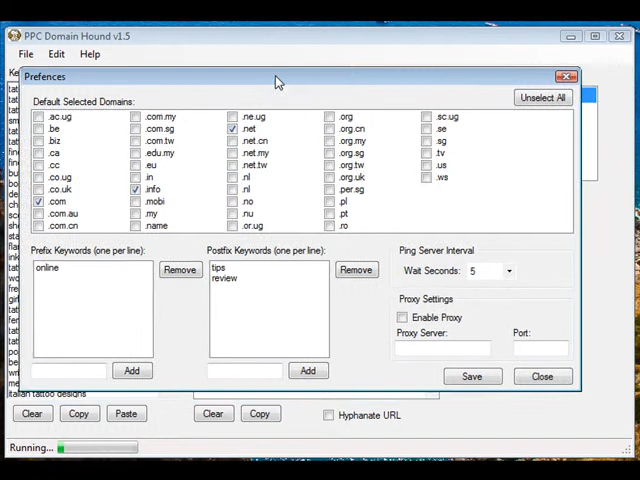 PPC Domain Hound v1.5
File Edit Help
Prefences
Default Selected Domains:
Unselect All
.ac.ug .com.my .ne.ug .org .sc.ug
.be .com.sg .net .org.cn .se
.biz .com.tw .net.cn .org.my .sg
.ca .edu.my .net.my .org.sg .tv
.cc .eu .net.tw .org.tw .us
.co.ug .in .nl .org.uk .ws
.co.uk .info .nl .per.sg
.com .mobi .no .pl
.com.au .my .nu .pt
.com.cn .name .or.ug .ro
Prefix Keywords (one per line):
online
Remove
Add
Postfix Keywords (one per line):
tips
review
Remove
Add
Ping Server Interval
Wait Seconds: 5
Proxy Settings
Enable Proxy
Proxy Server: Port:
Save Close
italian tattoo designs
Clear Copy Paste Clear Copy Hyphanate URL
Running...